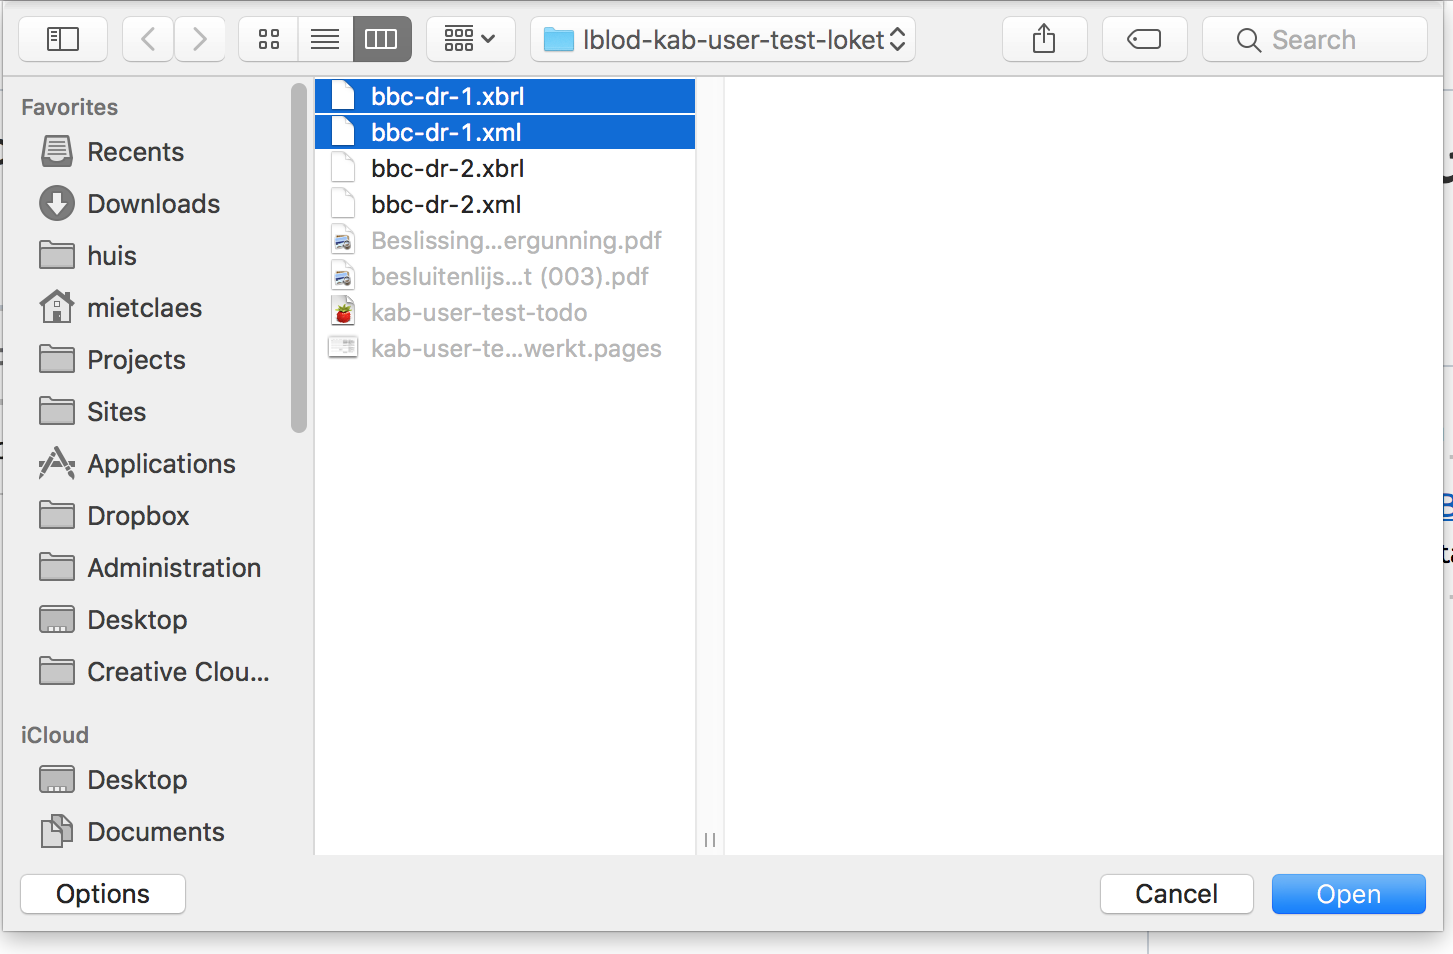 lblod-kab-user-test-loket
Search
Favorites
Recents
Downloads
huis
mietclaes
Projects
Sites
Applications
Dropbox
Administration
Desktop
Creative Clou...
iCloud
Desktop
Documents
bbc-dr-1.xbrl
bbc-dr-1.xml
bbc-dr-2.xbrl
bbc-dr-2.xml
Beslissing...ergunning.pdf
besluitenlijs...t (003).pdf
kab-user-test-todo
kab-user-te...werkt.pages
Options
Cancel
Open